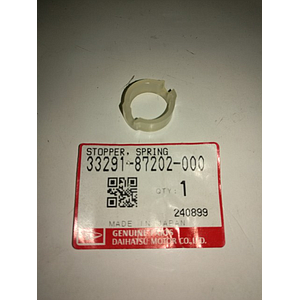 STOPPER, SPRING
33291-87202-000
QTY: 1
240899
MADE IN JAPAN
GENUINE PARTS
DAIHATSU MOTOR CO., LTD.